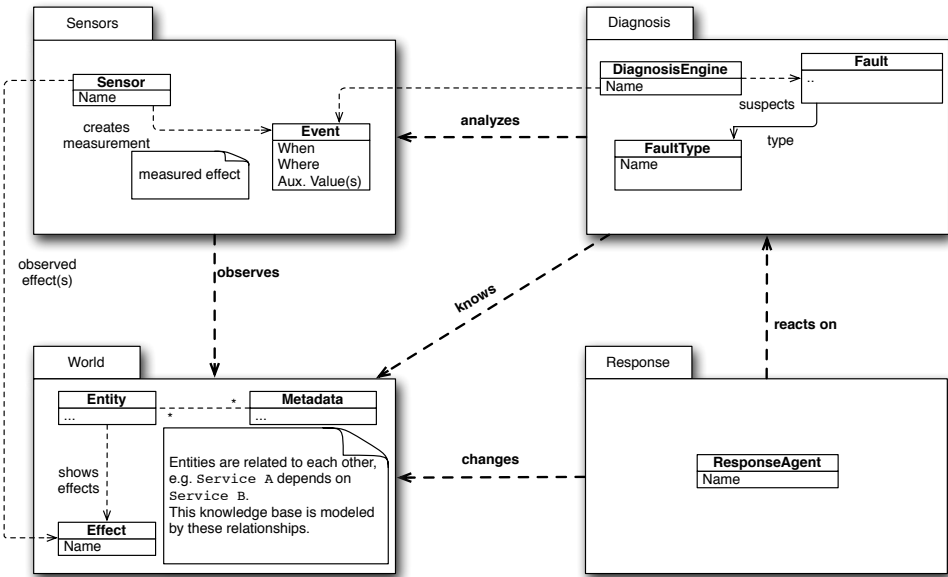 Sensors
Sensor
Name
creates
measurement
measured effect
Event
When
Where
Aux. Value(s)
analyzes
Diagnosis
DiagnosisEngine
Name
Fault
..
suspects
type
FaultType
Name
observed
effect(s)
observes
knows
reacts on
World
Entity
...
*
*
Metadata
...
shows
effects
Effect
Name
Entities are related to each other,
e.g. Service A depends on
Service B.
This knowledge base is modeled
by these relationships.
changes
Response
ResponseAgent
Name